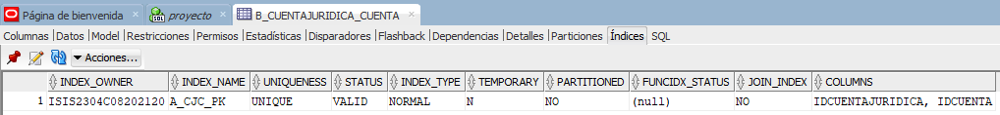 Página de bienvenida proyecto B_CUENTAJURIDICA_CUENTA
Columnas Datos Model Restricciones Permisos Estadísticas Disparadores Flashback Dependencias Detalles Particiones Índices SQL
Acciones...
INDEX_OWNER INDEX_NAME UNIQUENESS STATUS INDEX_TYPE TEMPORARY PARTITIONED FUNCIDX_STATUS JOIN_INDEX COLUMNS
1 ISIS2304C08202120 A_CJC_PK UNIQUE VALID NORMAL N NO (null) NO IDCUENTAJURIDICA, IDCUENTA